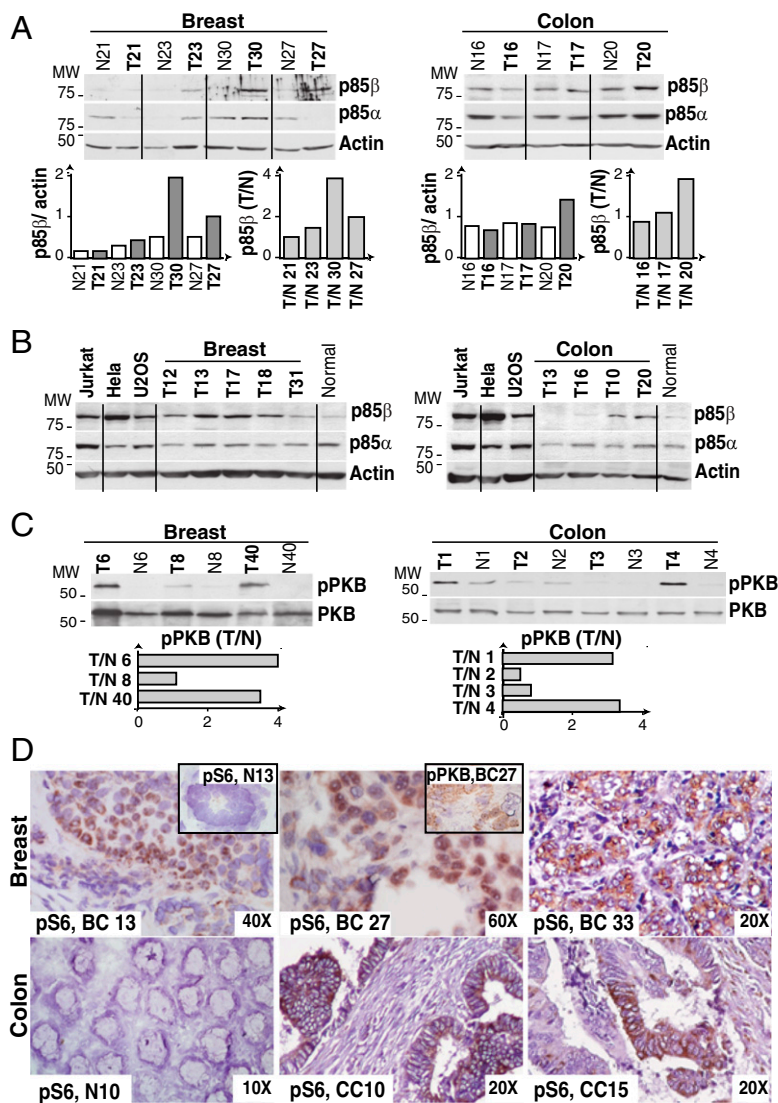 A
Breast
N21 T21 N23 T23 N30 T30 N27 T27
MW
75
75
50
p85β
p85α
Actin
p85β/ actin
2
1
0
N21 T21 N23 T23 N30 T30 N27 T27
p85β (T/N)
4
2
0
T/N 21 T/N 23 T/N 30 T/N 27
Colon
N16 T16 N17 T17 N20 T20
MW
75
75
50
p85β
p85α
Actin
p85β/ actin
2
1
0
N16 T16 N17 T17 N20 T20
p85β (T/N)
2
1
0
T/N 16 T/N 17 T/N 20
B
Breast
Jurkat Hela U2OS T12 T13 T17 T18 T31 Normal
MW
75
75
50
p85β
p85α
Actin
Colon
Jurkat Hela U2OS T13 T16 T10 T20 Normal
MW
75
75
50
p85β
p85α
Actin
C
Breast
T6 N6 T8 N8 T40 N40
MW
50
50
pPKB
PKB
pPKB (T/N)
T/N 6
T/N 8
T/N 40
0 2 4
Colon
T1 N1 T2 N2 T3 N3 T4 N4
MW
50
50
pPKB
PKB
pPKB (T/N)
T/N 1
T/N 2
T/N 3
T/N 4
0 2 4
D
Breast
pS6, N13
pS6, BC 13
40X
pPKB,BC27
pS6, BC 27
60X
pS6, BC 33
20X
Colon
pS6, N10
10X
pS6, CC10
20X
pS6, CC15
20X